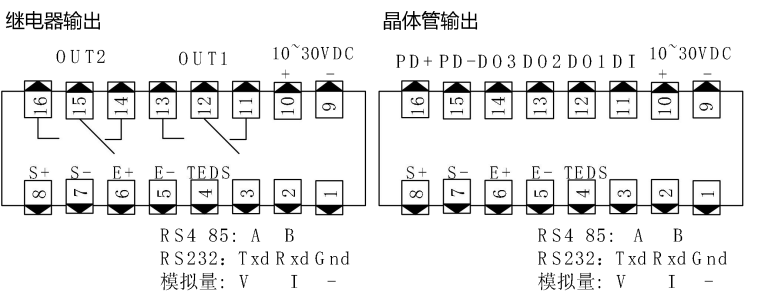 继电器输出
OUT2 OUT1 10~30VDC
+ -
16 15 14 13 12 11 10 9
S+ S- E+ E- TEDS
8 7 6 5 4 3 2 1
RS485: A B
RS232: Txd Rxd Gnd
模拟量: V I -
晶体管输出
PD+ PD- DO3 DO2 DO1 DI 10~30VDC
+ -
16 15 14 13 12 11 10 9
S+ S- E+ E- TEDS
8 7 6 5 4 3 2 1
RS485: A B
RS232: Txd Rxd Gnd
模拟量: V I -